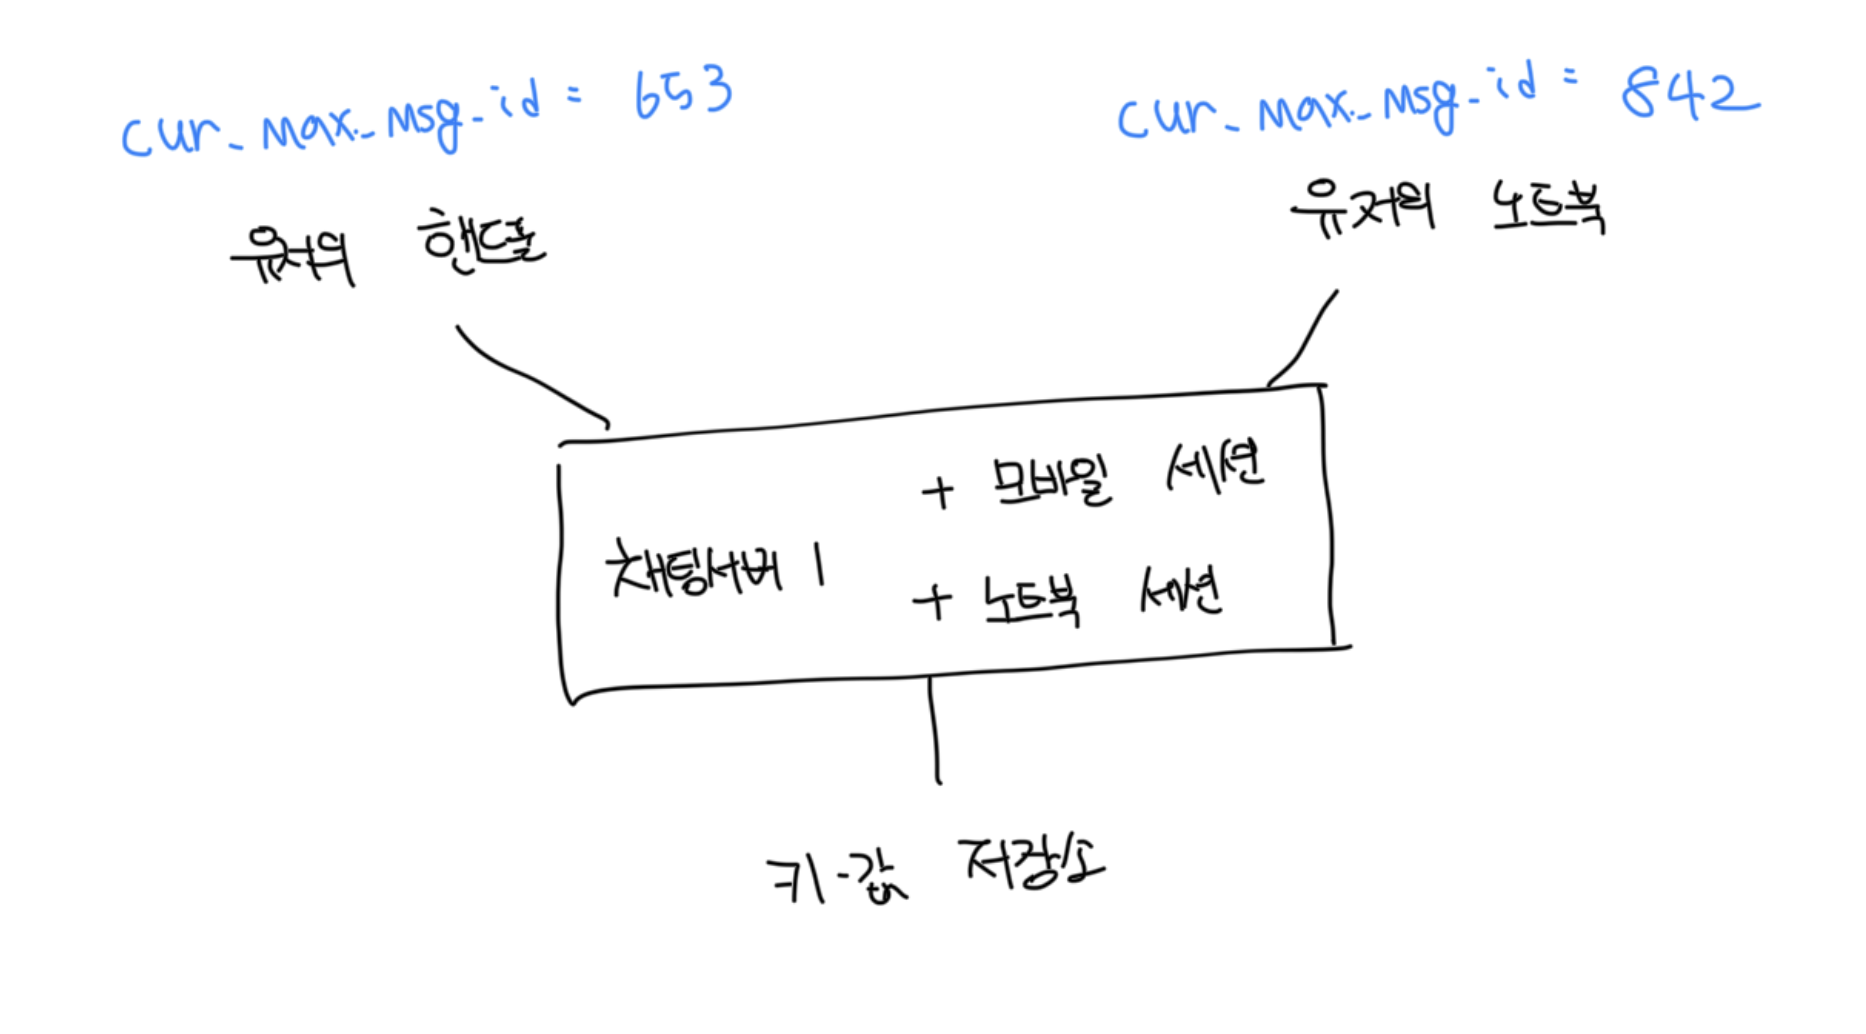 cur_max_msg_id = 653
cur_max_msg_id = 842
유저의 핸드폰
유저의 노트북
채팅서버 1
+ 모바일 세션
+ 노트북 세션
키-값 저장소